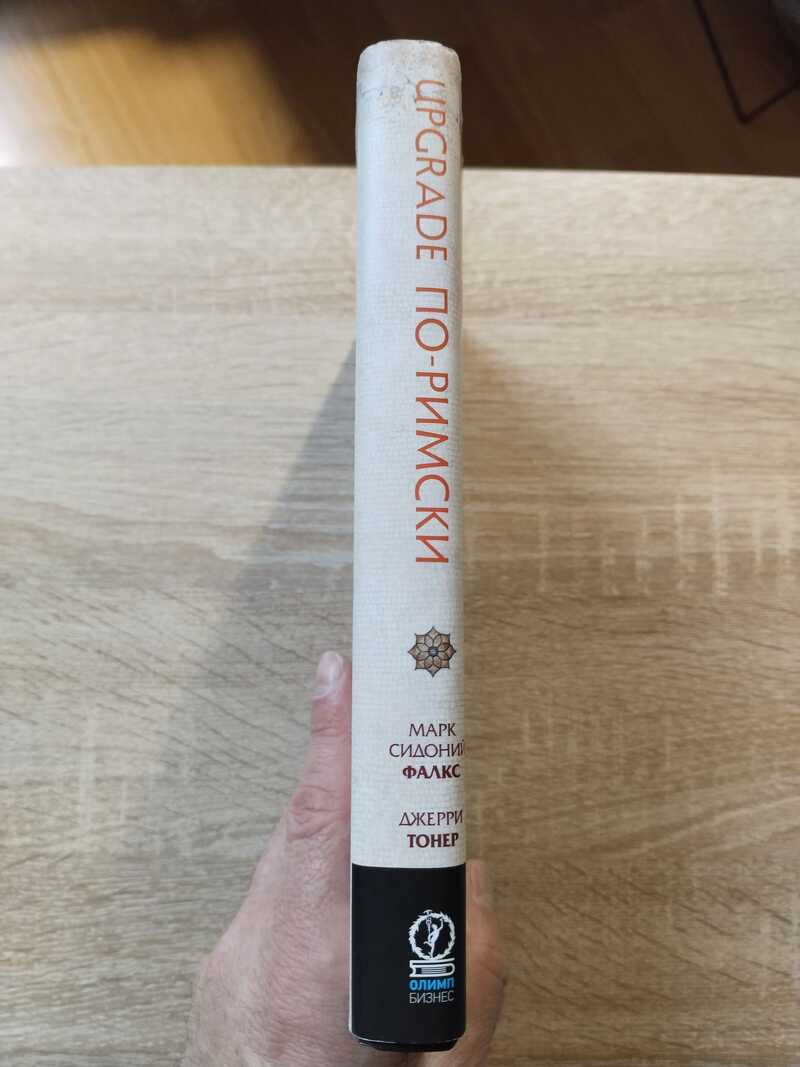 UPGRADE ПО-РИМСКИ
МАРК
СИДОНИЙ
ФАЛКС
ДЖЕРРИ
ТОНЕР
ОЛИМП
БИЗНЕС